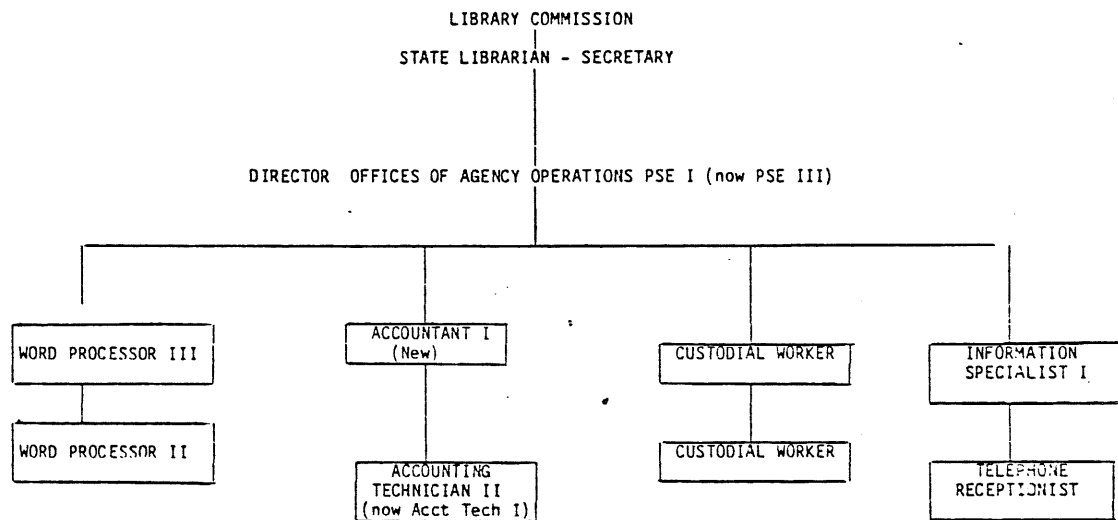 LIBRARY COMMISSION
STATE LIBRARIAN - SECRETARY
DIRECTOR OFFICES OF AGENCY OPERATIONS PSE I (now PSE III)
WORD PROCESSOR III
WORD PROCESSOR II
ACCOUNTANT I
(New)
ACCOUNTING
TECHNICIAN II
(now Acct Tech I)
CUSTODIAL WORKER
CUSTODIAL WORKER
INFORMATION
SPECIALIST I
TELEPHONE
RECEPTIONIST